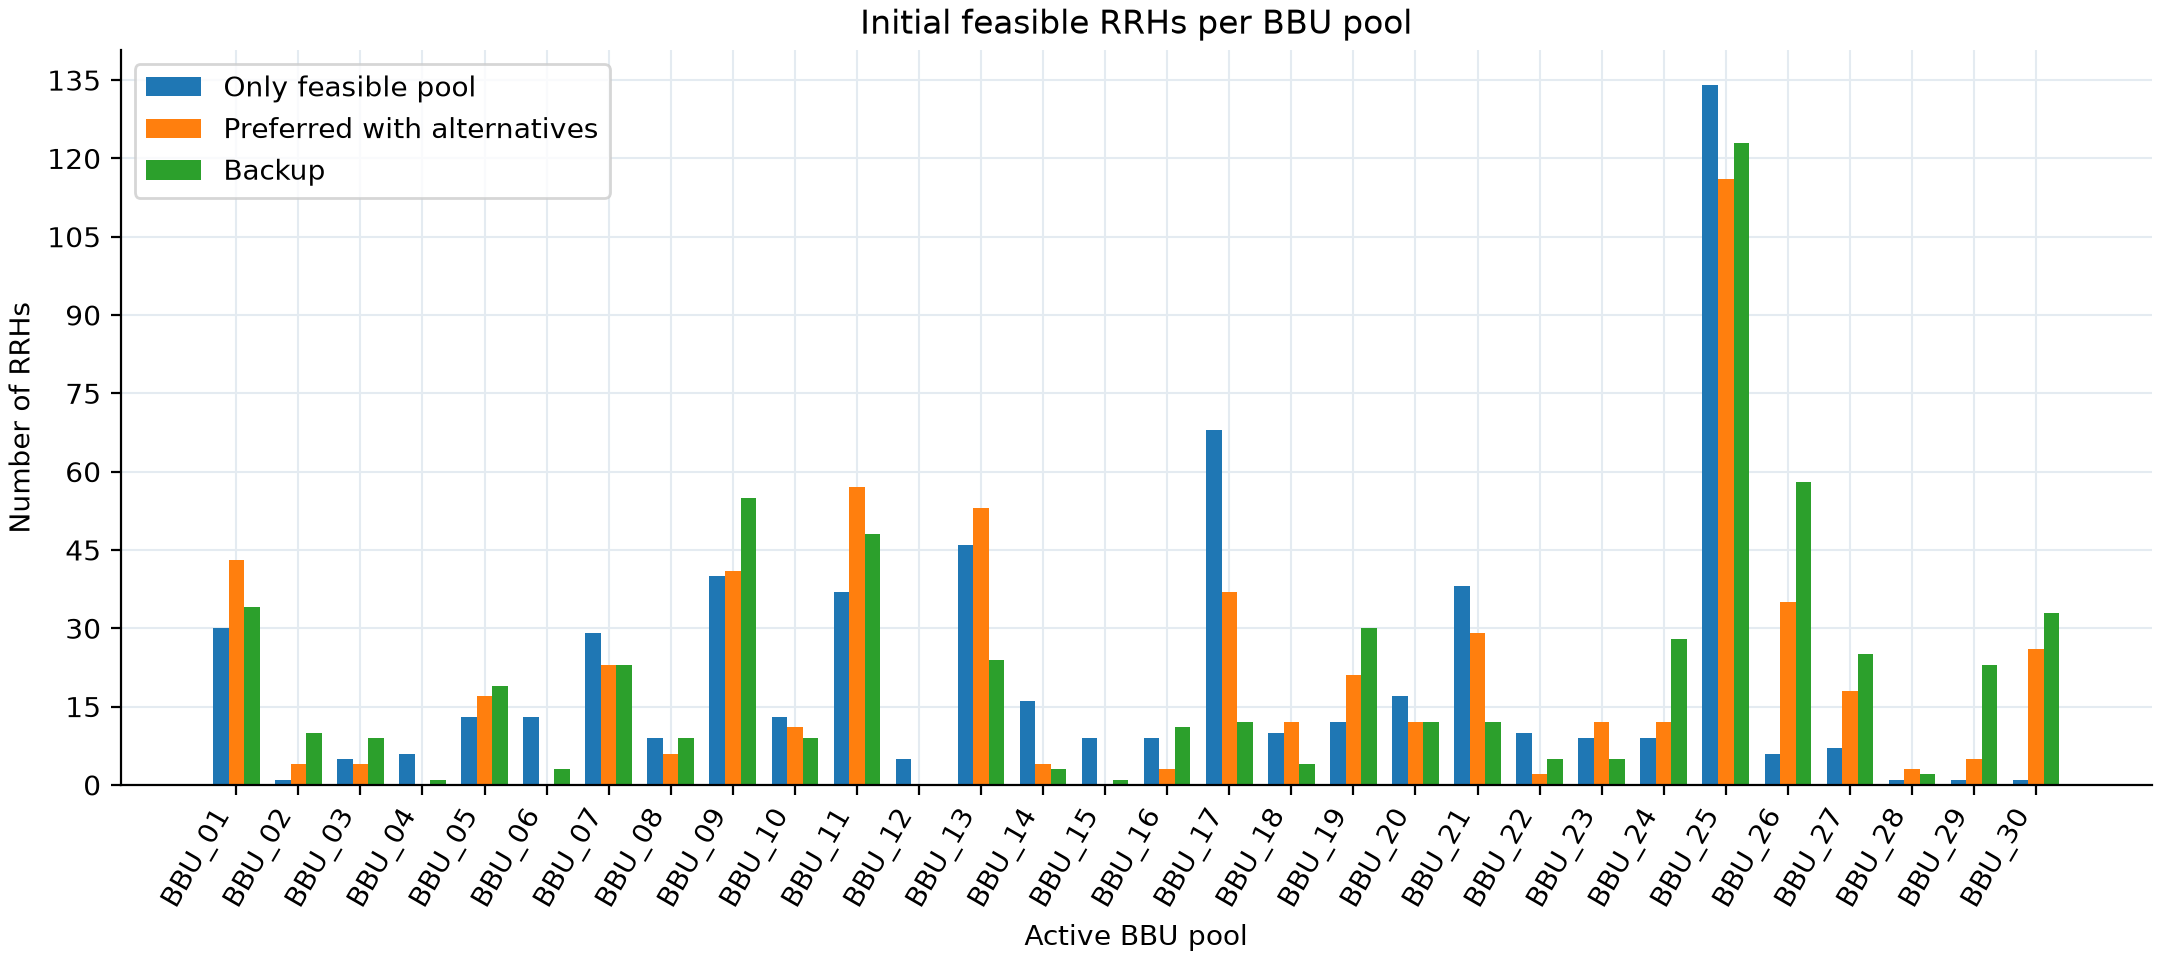 Initial feasible RRHs per BBU pool
Only feasible pool
Preferred with alternatives
Backup
Number of RRHs
135
120
105
90
75
60
45
30
15
0
BBU_01
BBU_02
BBU_03
BBU_04
BBU_05
BBU_06
BBU_07
BBU_08
BBU_09
BBU_10
BBU_11
BBU_12
BBU_13
BBU_14
BBU_15
BBU_16
BBU_17
BBU_18
BBU_19
BBU_20
BBU_21
BBU_22
BBU_23
BBU_24
BBU_25
BBU_26
BBU_27
BBU_28
BBU_29
BBU_30
Active BBU pool